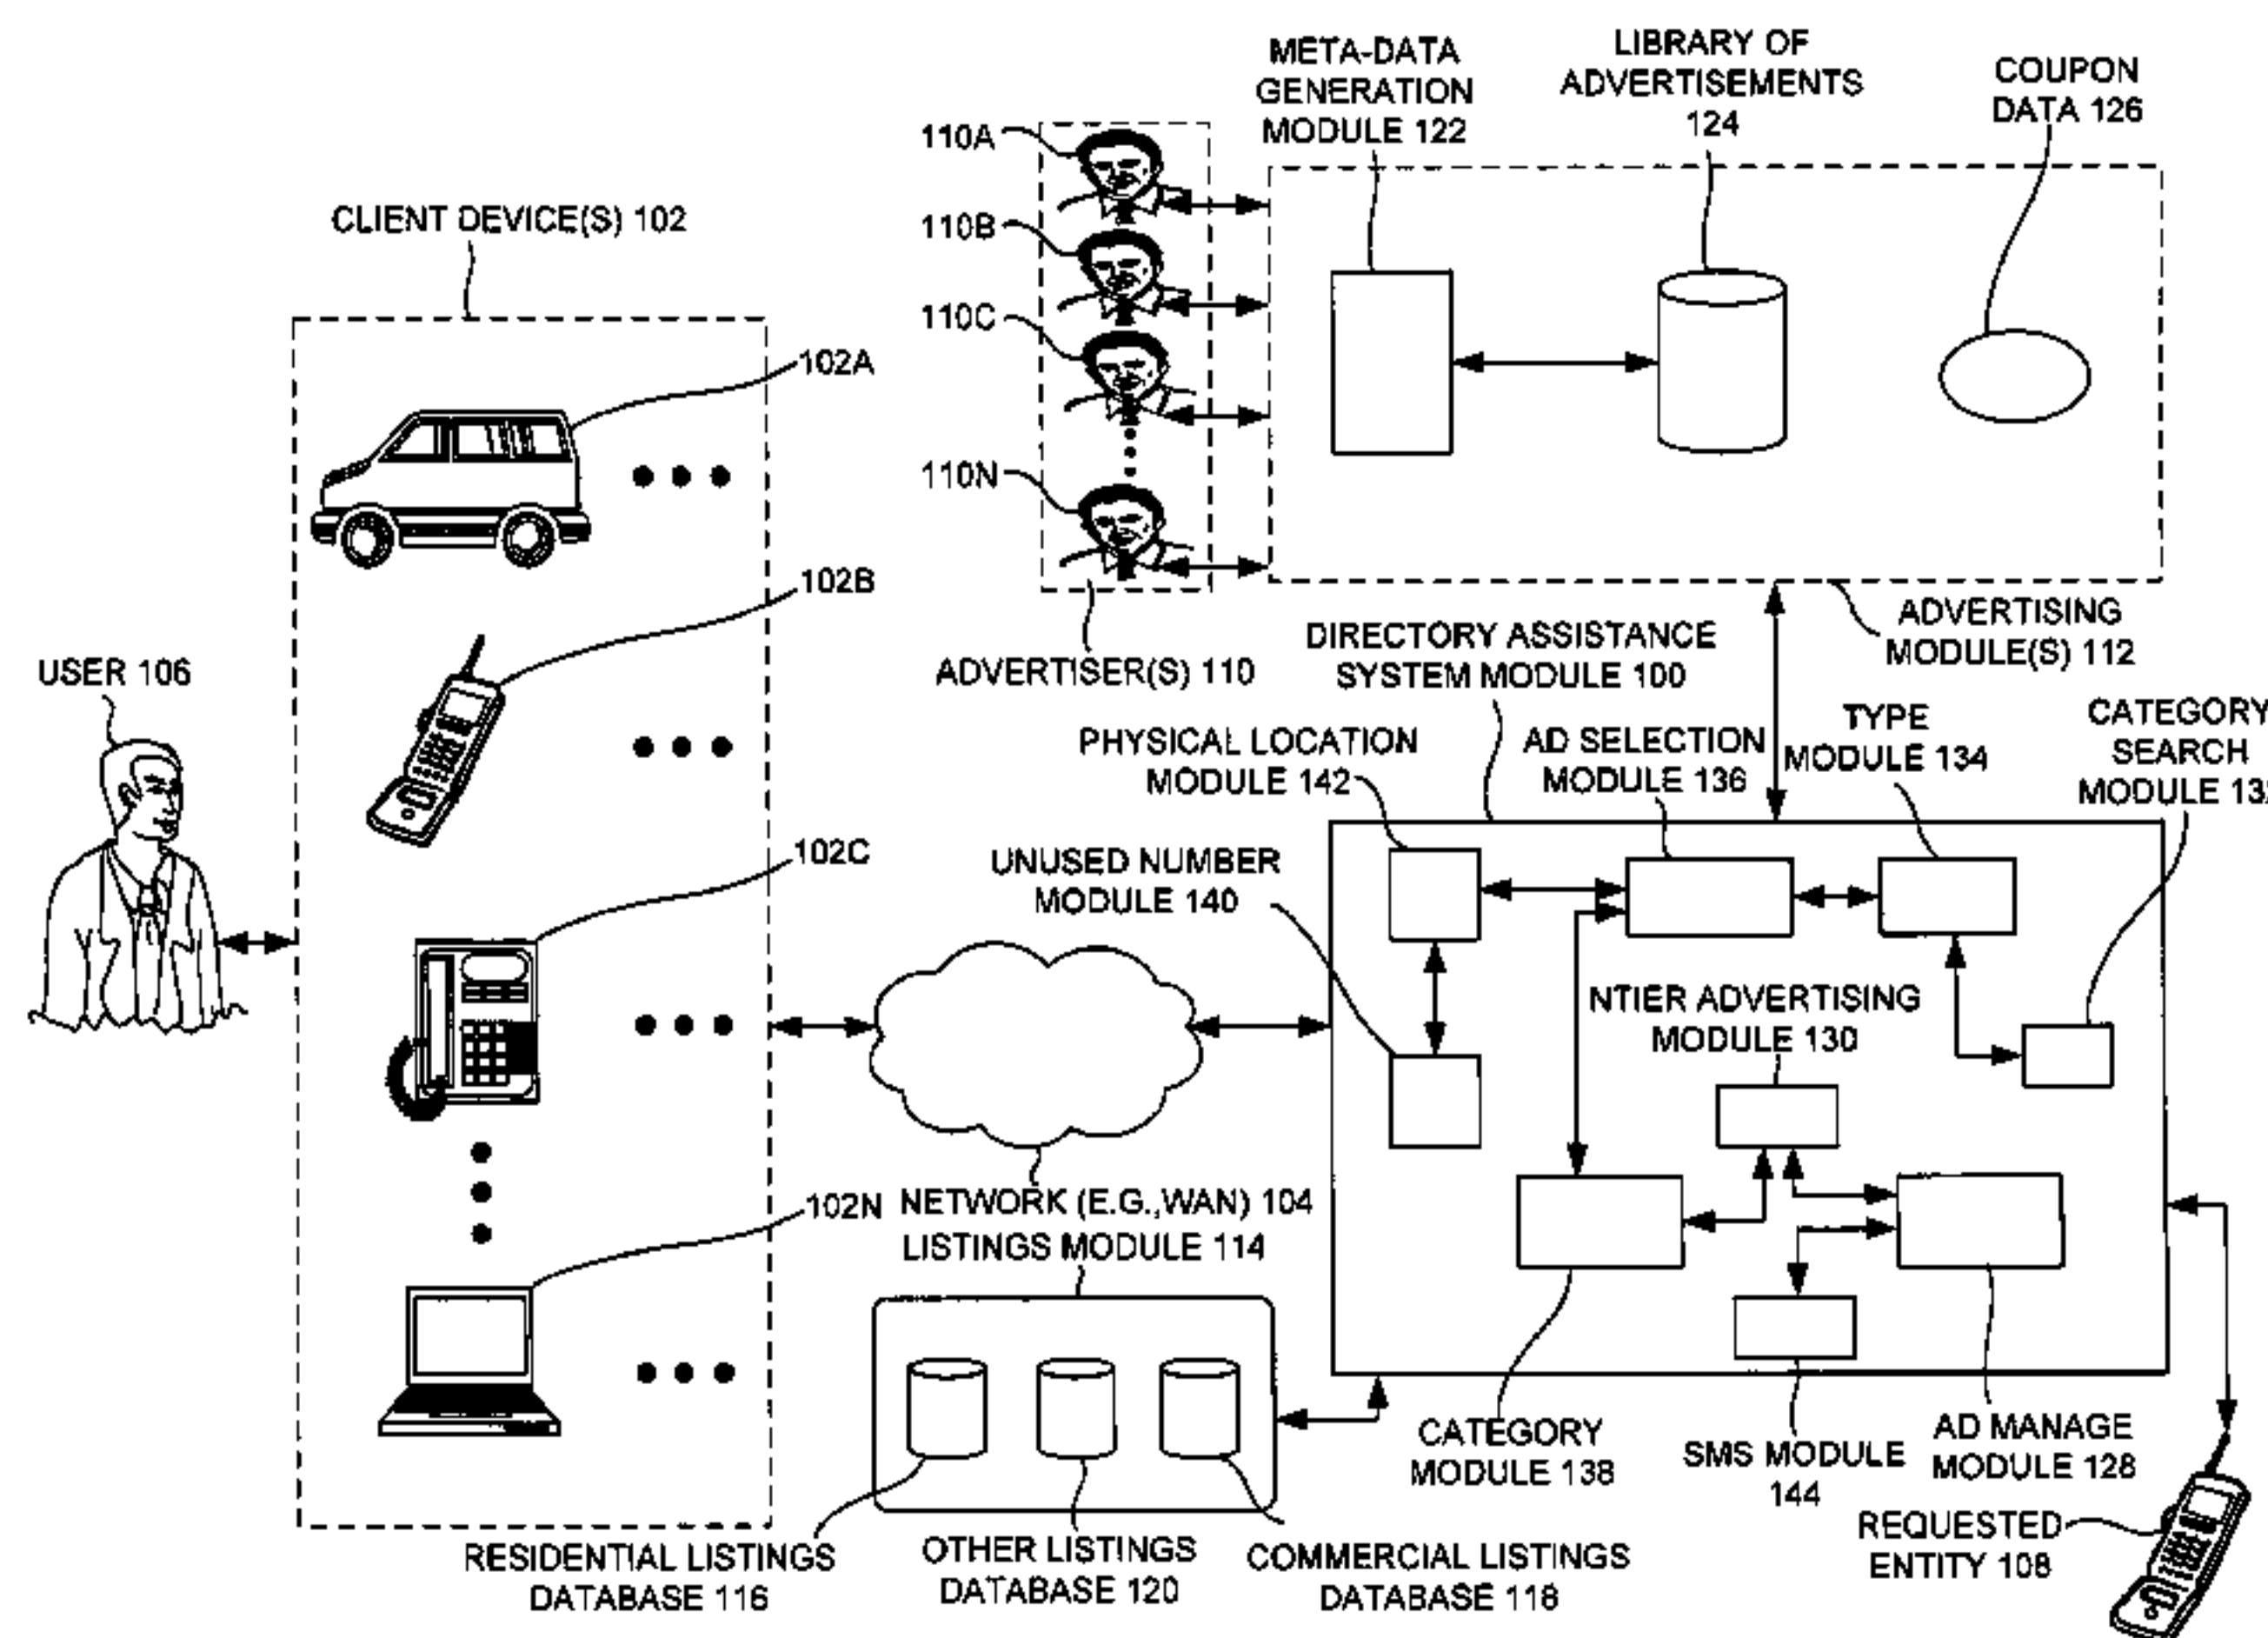 META-DATA
GENERATION
MODULE 122
LIBRARY OF
ADVERTISEMENTS
124
COUPON
DATA 126
110A
110B
110C
110N
CLIENT DEVICE(S) 102
102A
102B
102C
102N
USER 106
ADVERTISER(S) 110
DIRECTORY ASSISTANCE
SYSTEM MODULE 100
ADVERTISING
MODULE(S) 112
PHYSICAL LOCATION
MODULE 142
AD SELECTION
MODULE 136
TYPE
MODULE 134
CATEGORY
SEARCH
MODULE
UNUSED NUMBER
MODULE 140
NTIER ADVERTISING
MODULE 130
NETWORK (E.G.,WAN) 104
LISTINGS MODULE 114
CATEGORY
MODULE 138
SMS MODULE
144
AD MANAGE
MODULE 128
REQUESTED
ENTITY 108
RESIDENTIAL LISTINGS
DATABASE 116
OTHER LISTINGS
DATABASE 120
COMMERCIAL LISTINGS
DATABASE 118